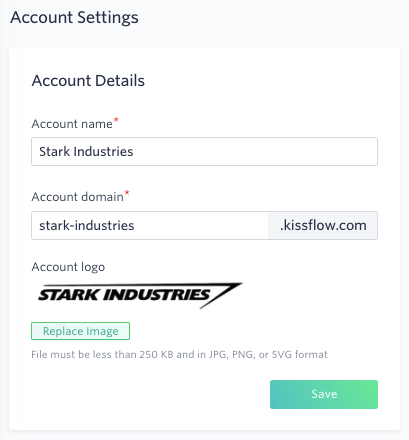 Account Settings
Account Details
Account name*
Stark Industries
Account domain*
stark-industries .kissflow.com
Account logo
STARK INDUSTRIES
Replace Image
File must be less than 250 KB and in JPG, PNG, or SVG format
Save